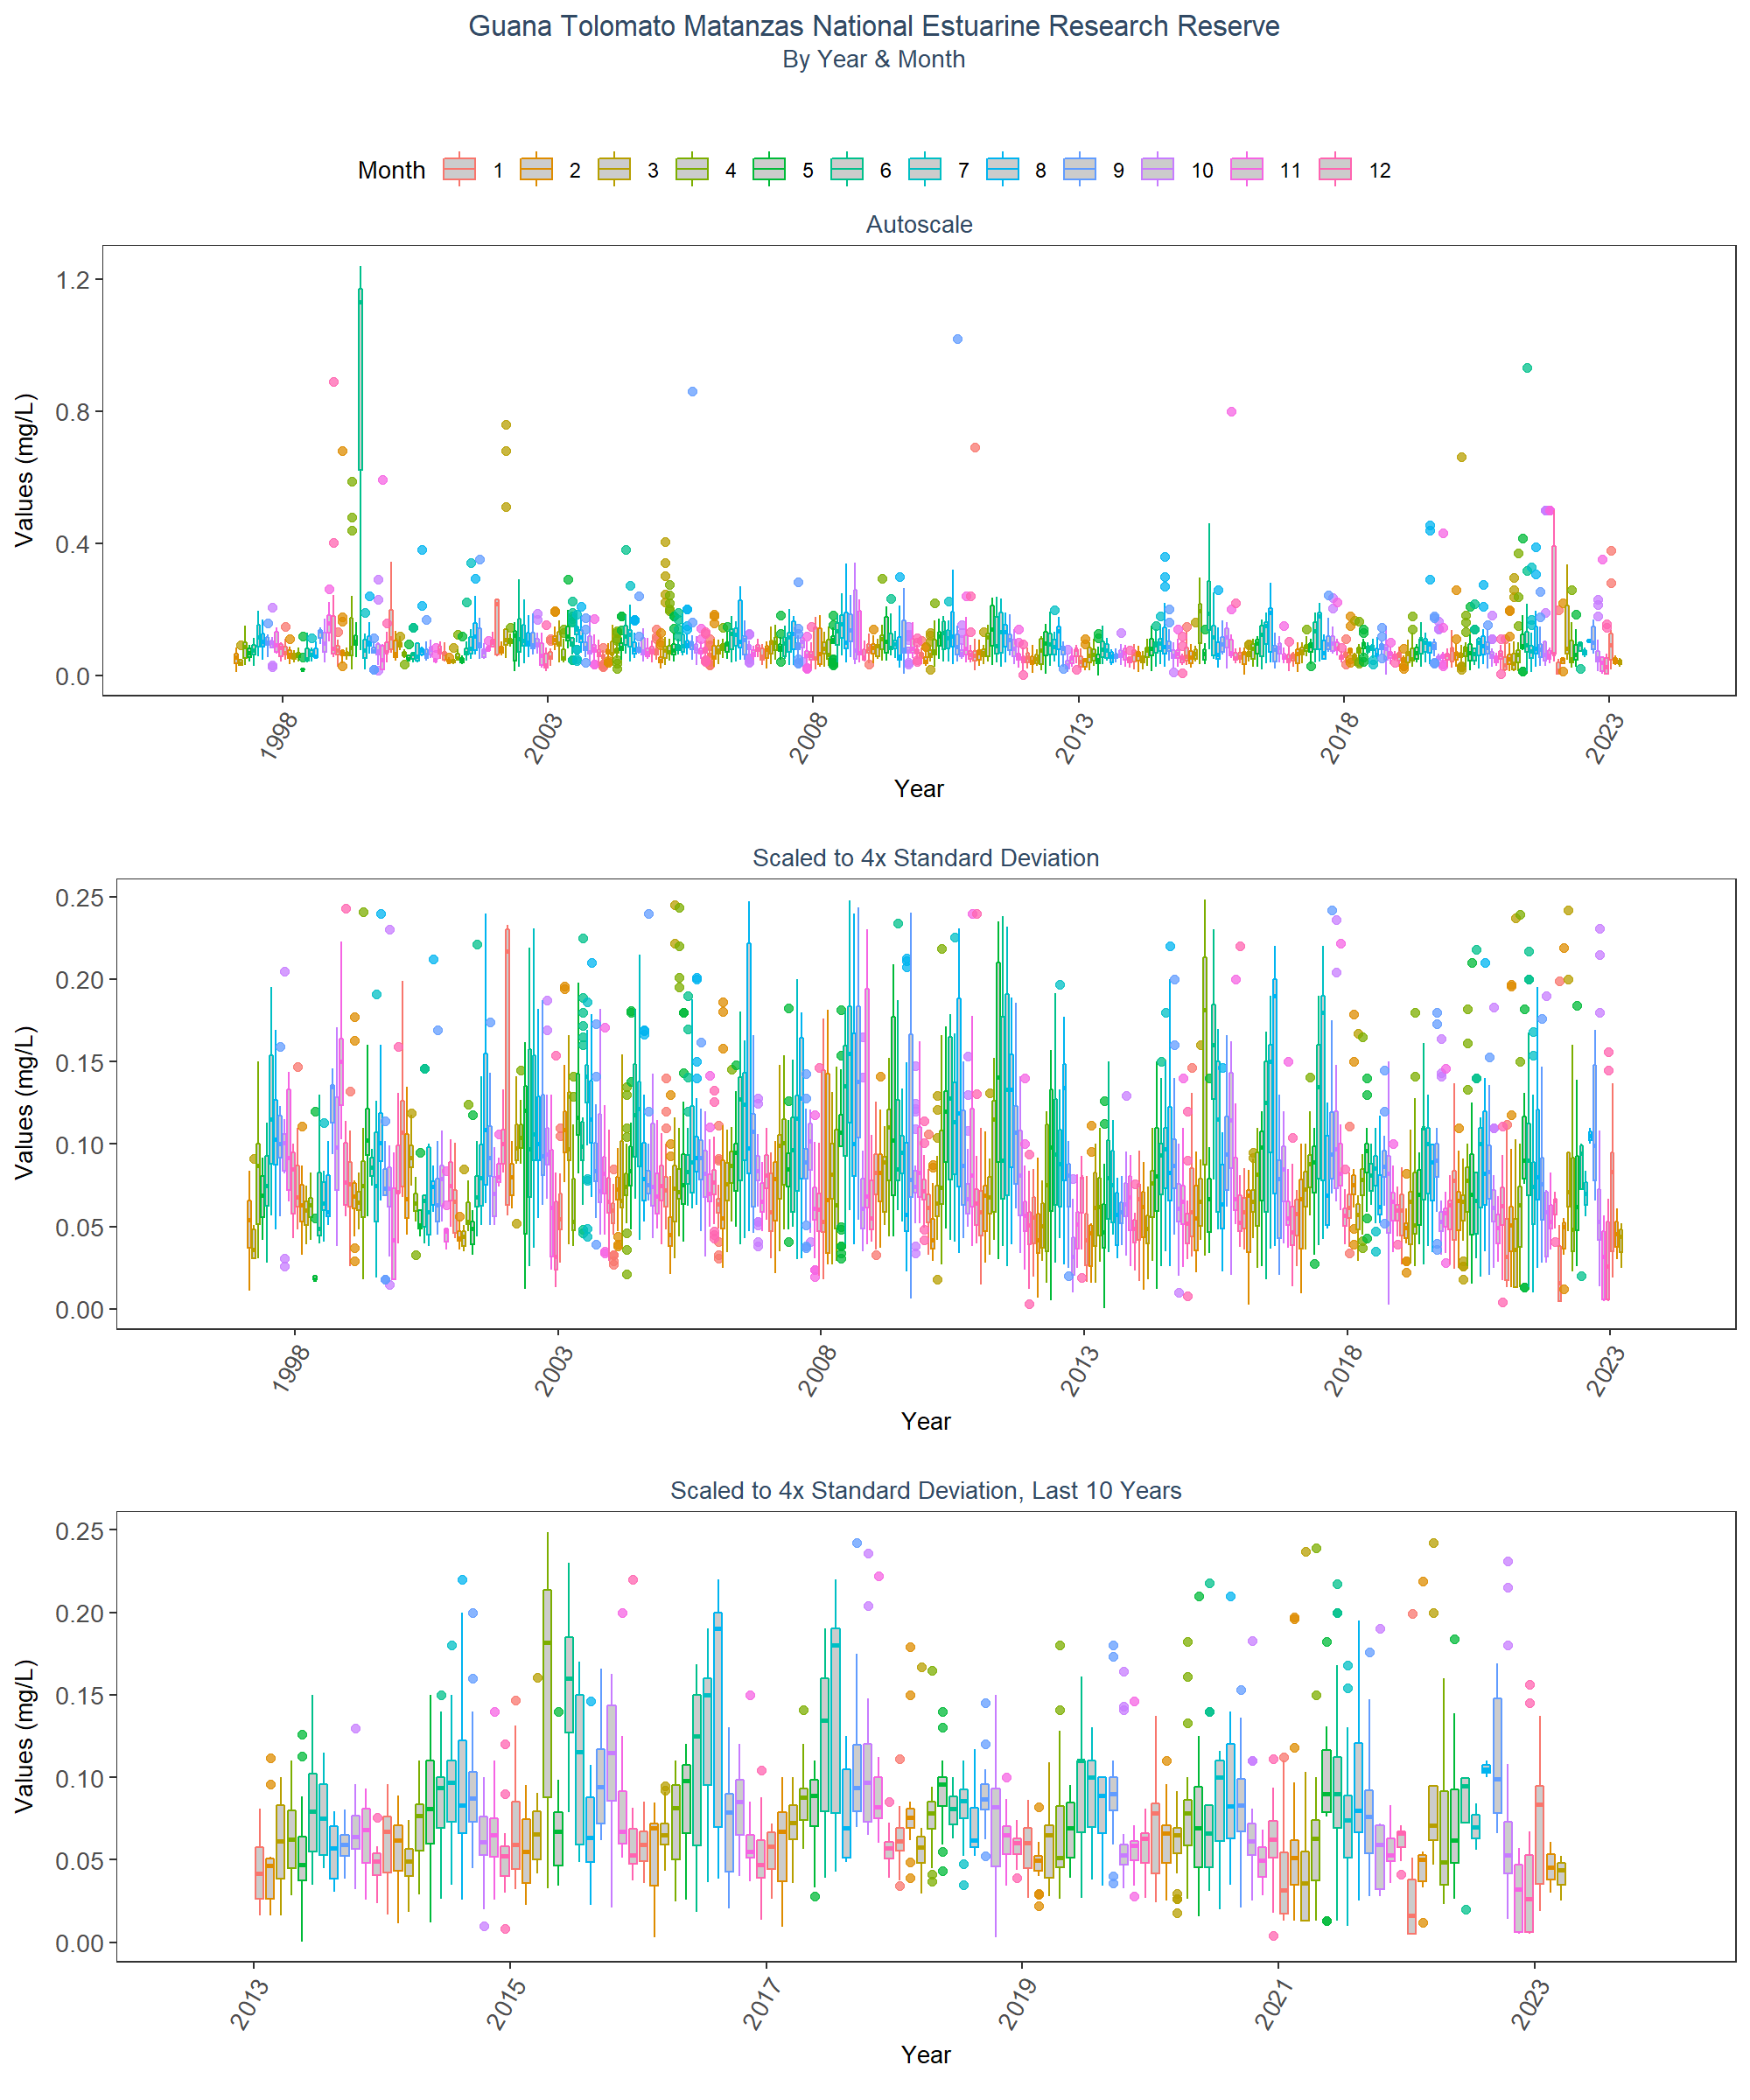 Guana Tolomato Matanzas National Estuarine Research Reserve
By Year & Month
Month 1 2 3 4 5 6 7 8 9 10 11 12
Autoscale
Values (mg/L)
1.2
0.8
0.4
0.0
1998 2003 2008 2013 2018 2023
Year
Scaled to 4x Standard Deviation
Values (mg/L)
0.25
0.20
0.15
0.10
0.05
0.00
1998 2003 2008 2013 2018 2023
Year
Scaled to 4x Standard Deviation, Last 10 Years
Values (mg/L)
0.25
0.20
0.15
0.10
0.05
0.00
2013 2015 2017 2019 2021 2023
Year